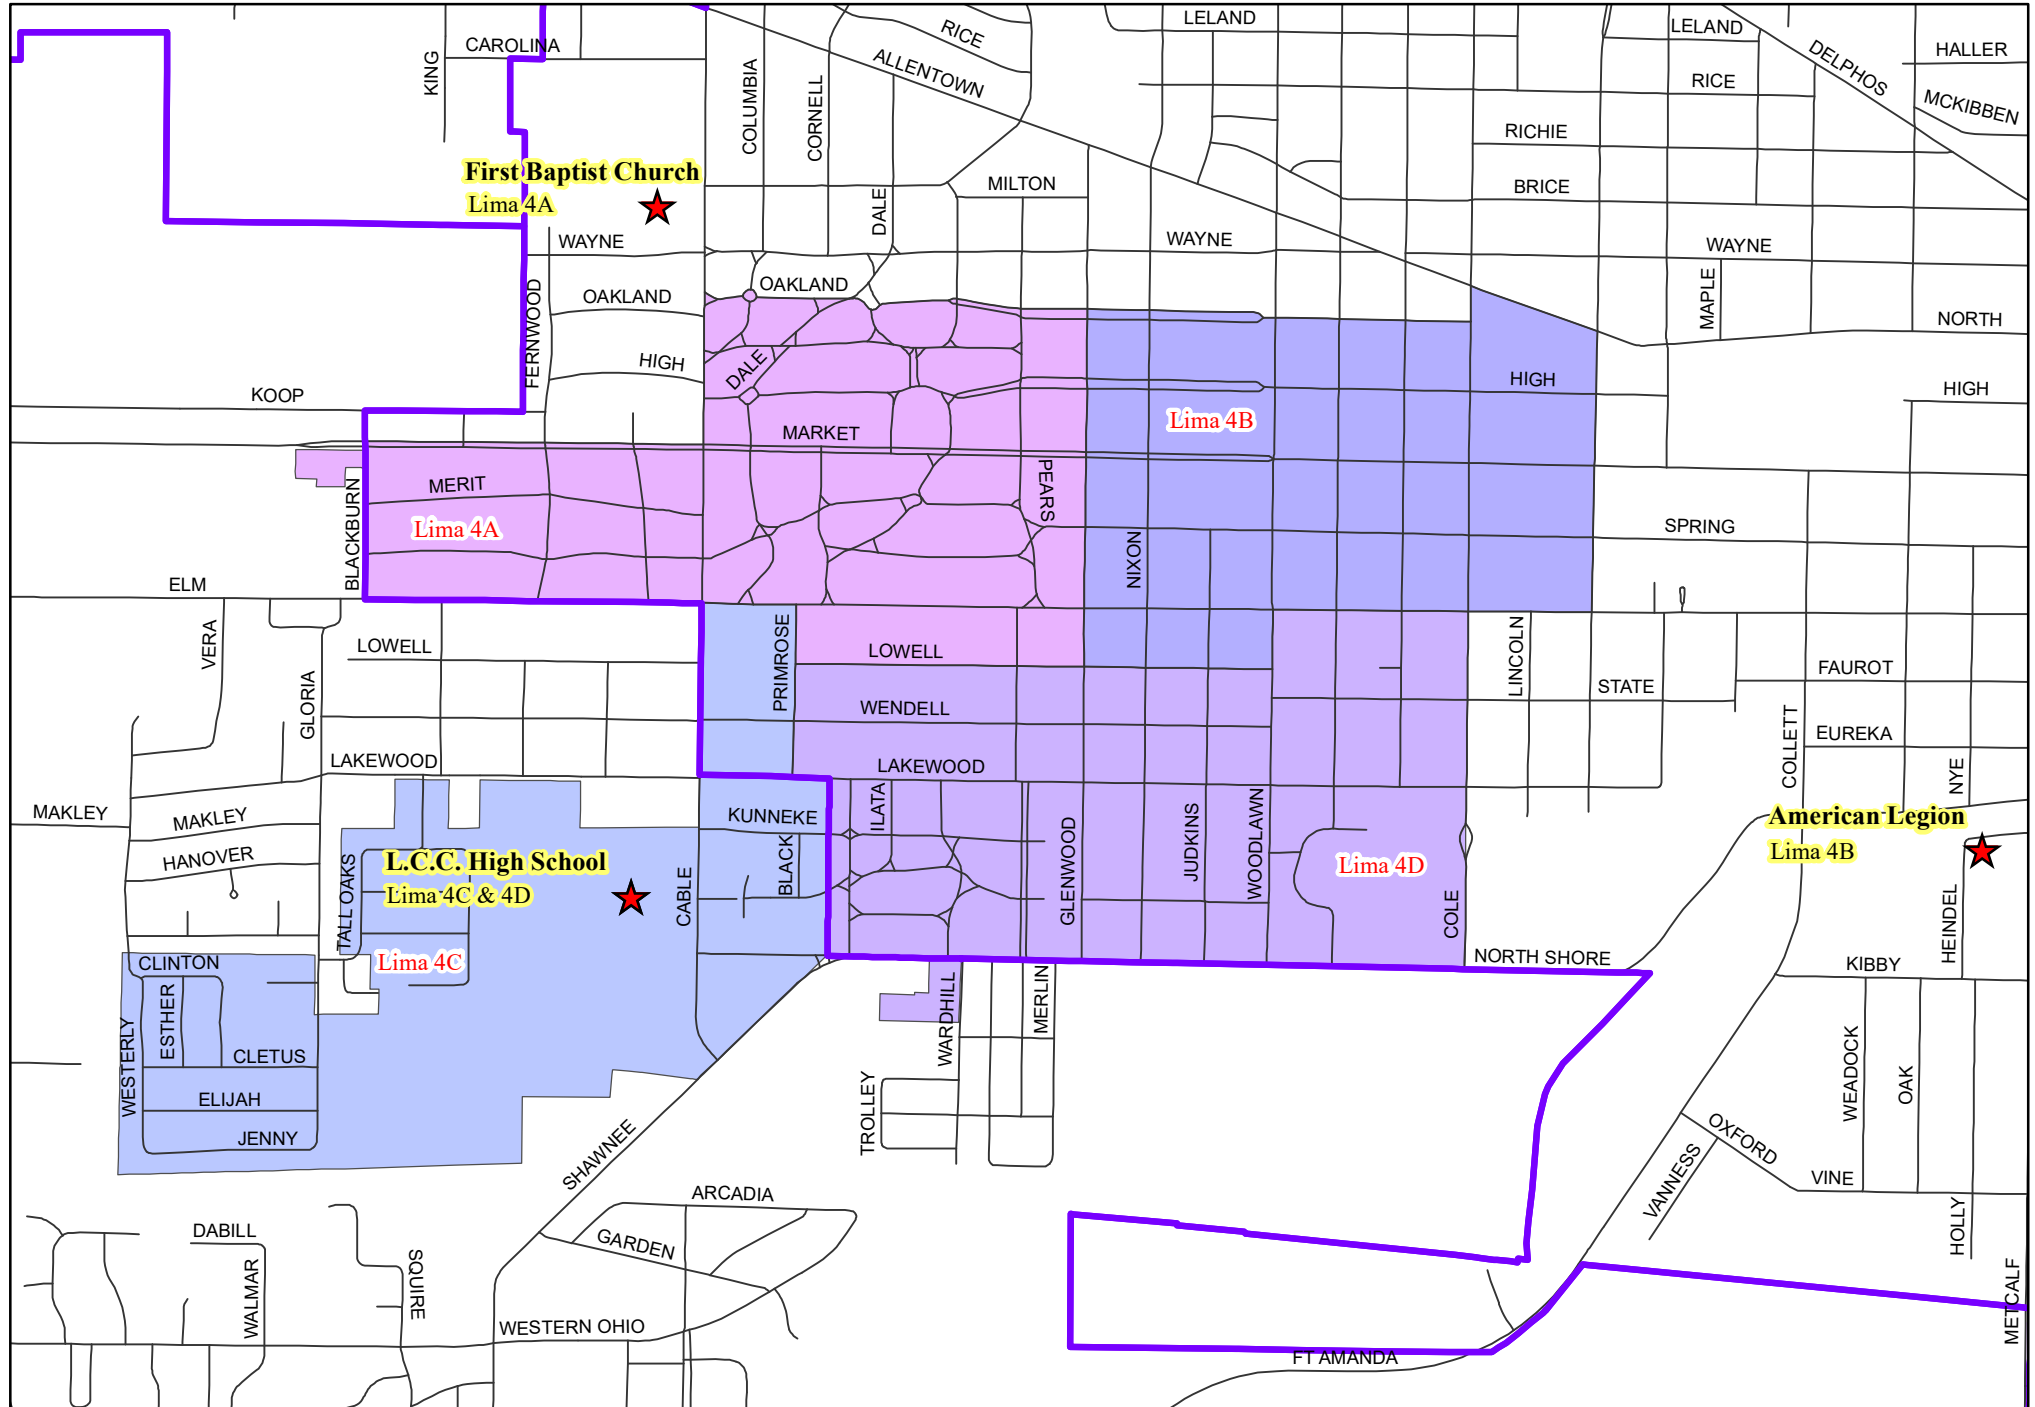 LELAND
RICE
CAROLINA
KING
ALLENTOWN
LELAND
DELPHOS
HALLER
RICE
MCKIBBEN
COLUMBIA
CORNELL
RICHIE
First Baptist Church
Lima 4A
MILTON
BRICE
DALE
WAYNE
WAYNE
WAYNE
OAKLAND
OAKLAND
FERNWOOD
MAPLE
NORTH
HIGH
DALE
HIGH
HIGH
KOOP
Lima 4B
MARKET
MERIT
PEARS
BLACKBURN
Lima 4A
SPRING
NIXON
ELM
VERA
LOWELL
PRIMROSE
LOWELL
LINCOLN
FAUROT
GLORIA
STATE
WENDELL
COLLETT
EUREKA
LAKEWOOD
LAKEWOOD
NYE
MAKLEY
MAKLEY
KUNNEKE
ILATA
JUDKINS
WOODLAWN
American Legion
Lima 4B
HANOVER
L.C.C. High School
Lima 4C & 4D
BLACK
GLENWOOD
Lima 4D
TALL OAKS
CABLE
COLE
HEINDEL
Lima 4C
CLINTON
NORTH SHORE
KIBBY
ESTHER
WARDHILL
MERLIN
WESTERLY
CLETUS
WEADOCK
OAK
ELIJAH
TROLLEY
JENNY
SHAWNEE
OXFORD
VANNESS
VINE
ARCADIA
DABILL
GARDEN
HOLLY
SQUIRE
WALMAR
METCALF
WESTERN OHIO
FT AMANDA